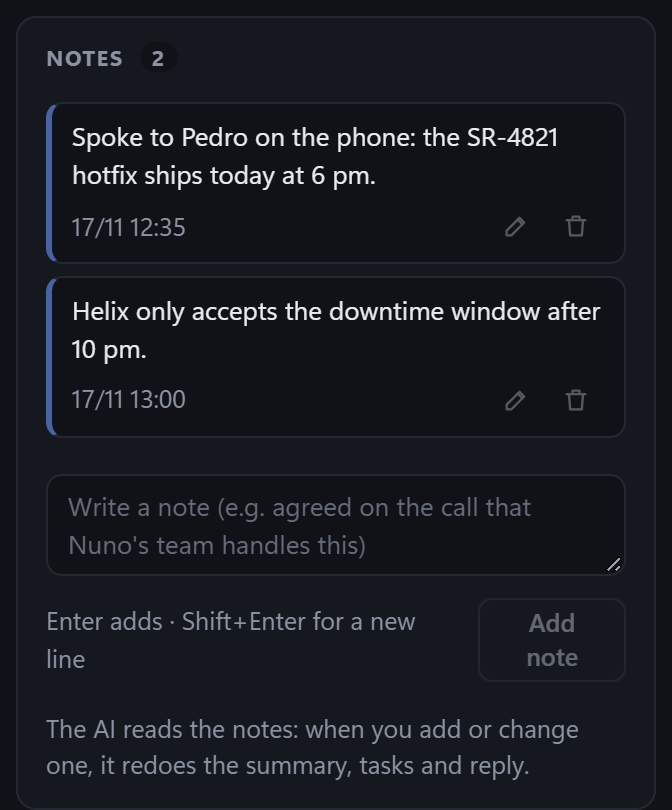 NOTES 2
Spoke to Pedro on the phone: the SR-4821
hotfix ships today at 6 pm.
17/11 12:35
Helix only accepts the downtime window after
10 pm.
17/11 13:00
Write a note (e.g. agreed on the call that
Nuno's team handles this)
Enter adds · Shift+Enter for a new
line
Add
note
The AI reads the notes: when you add or change
one, it redoes the summary, tasks and reply.